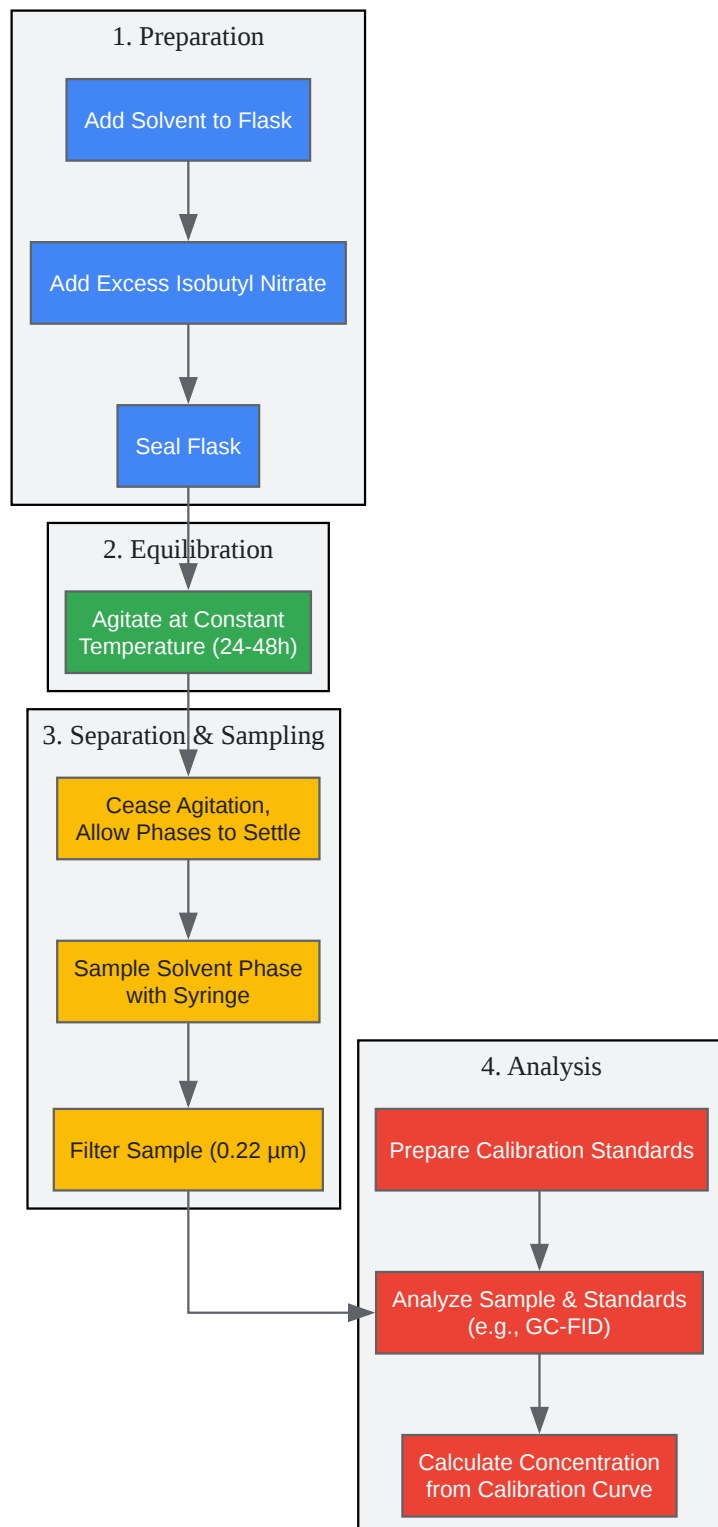 1. Preparation
Add Solvent to Flask
Add Excess Isobutyl Nitrate
Seal Flask
2. Equilibration
Agitate at Constant
Temperature (24-48h)
3. Separation & Sampling
Cease Agitation,
Allow Phases to Settle
Sample Solvent Phase
with Syringe
Filter Sample (0.22 µm)
4. Analysis
Prepare Calibration Standards
Analyze Sample & Standards
(e.g., GC-FID)
Calculate Concentration
from Calibration Curve